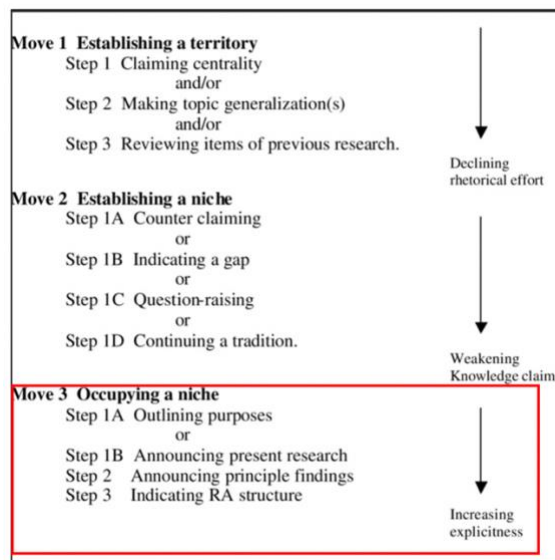 Move 1 Establishing a territory
Step 1 Claiming centrality
and/or
Step 2 Making topic generalization(s)
and/or
Step 3 Reviewing items of previous research.
Declining
rhetorical effort
Move 2 Establishing a niche
Step 1A Counter claiming
or
Step 1B Indicating a gap
or
Step 1C Question-raising
or
Step 1D Continuing a tradition.
Weakening
Knowledge claim
Move 3 Occupying a niche
Step 1A Outlining purposes
or
Step 1B Announcing present research
Step 2 Announcing principle findings
Step 3 Indicating RA structure
Increasing
explicitness